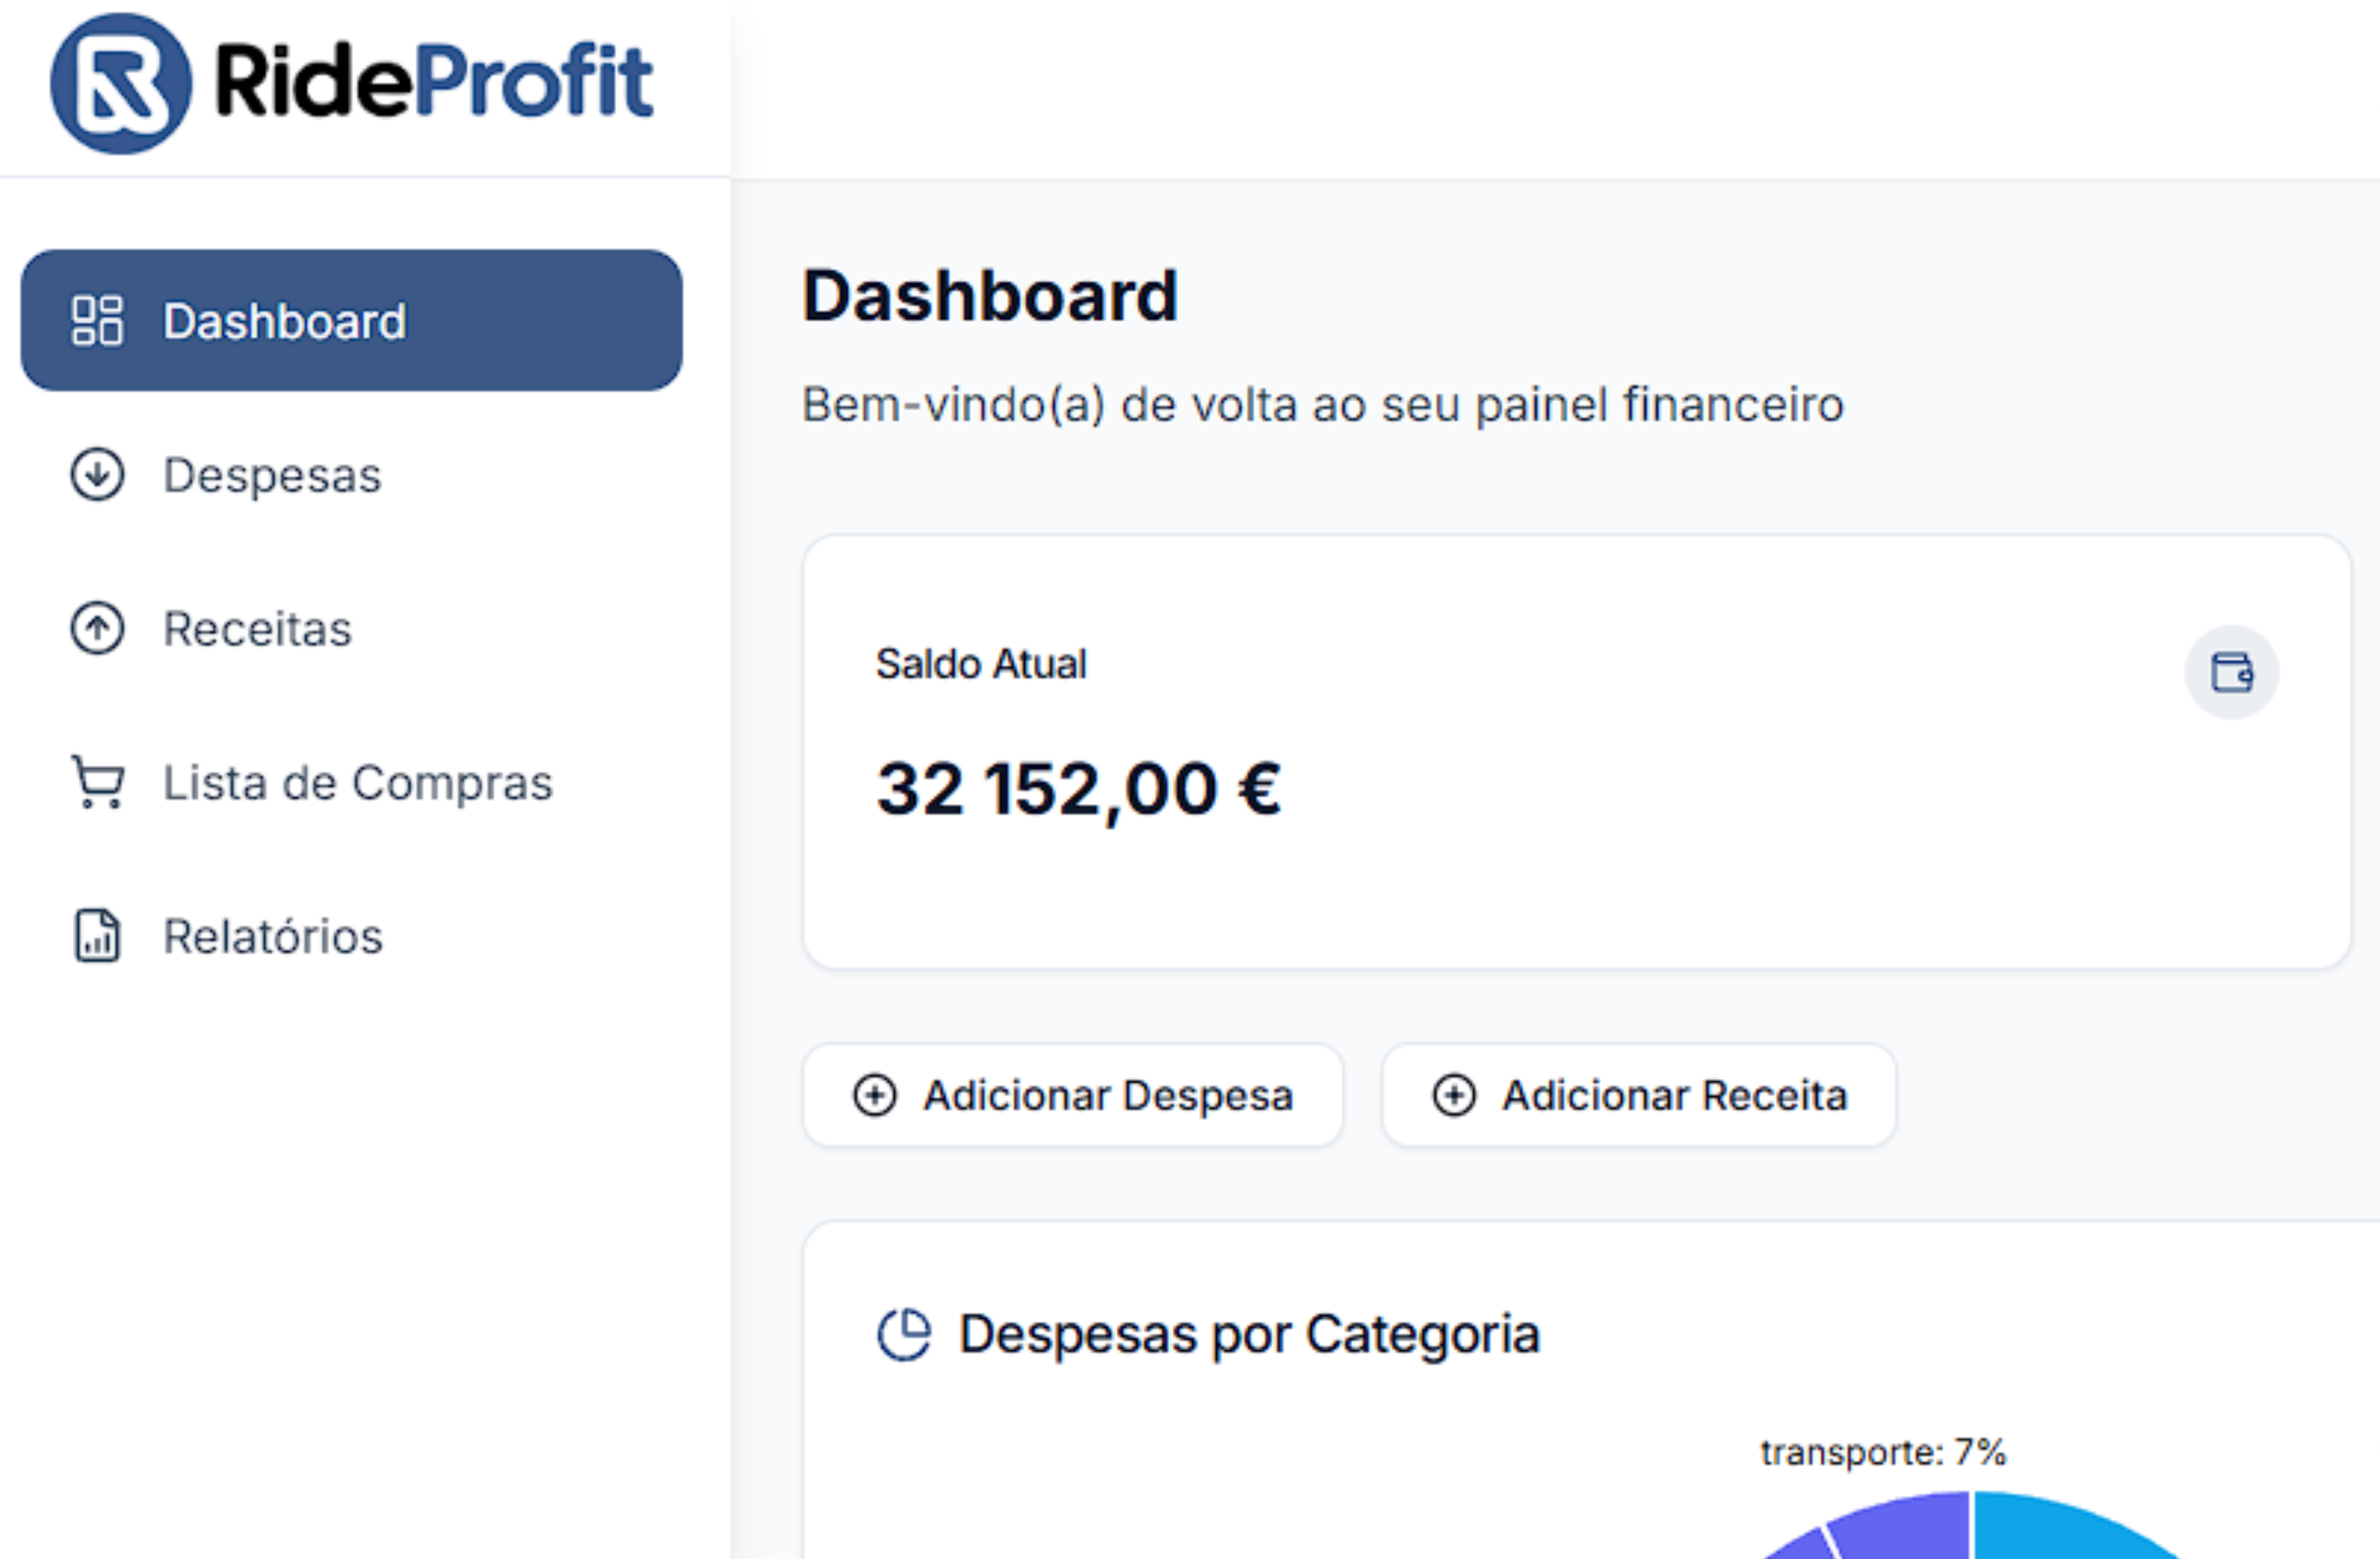 RideProfit
Dashboard
Despesas
Receitas
Lista de Compras
Relatórios
Dashboard
Bem-vindo(a) de volta ao seu painel financeiro
Saldo Atual
32 152,00 €
Adicionar Despesa
Adicionar Receita
Despesas por Categoria
transporte: 7%